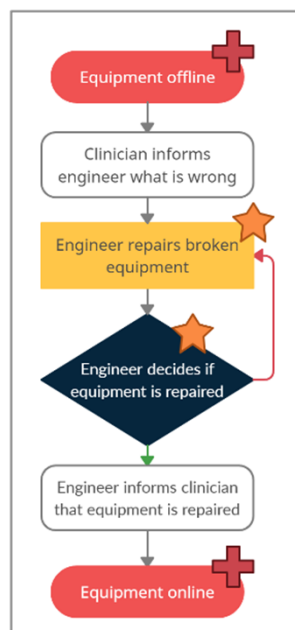 Equipment offline
Clinician informs
engineer what is wrong
Engineer repairs broken
equipment
Engineer decides if
equipment is repaired
Engineer informs clinician
that equipment is repaired
Equipment online